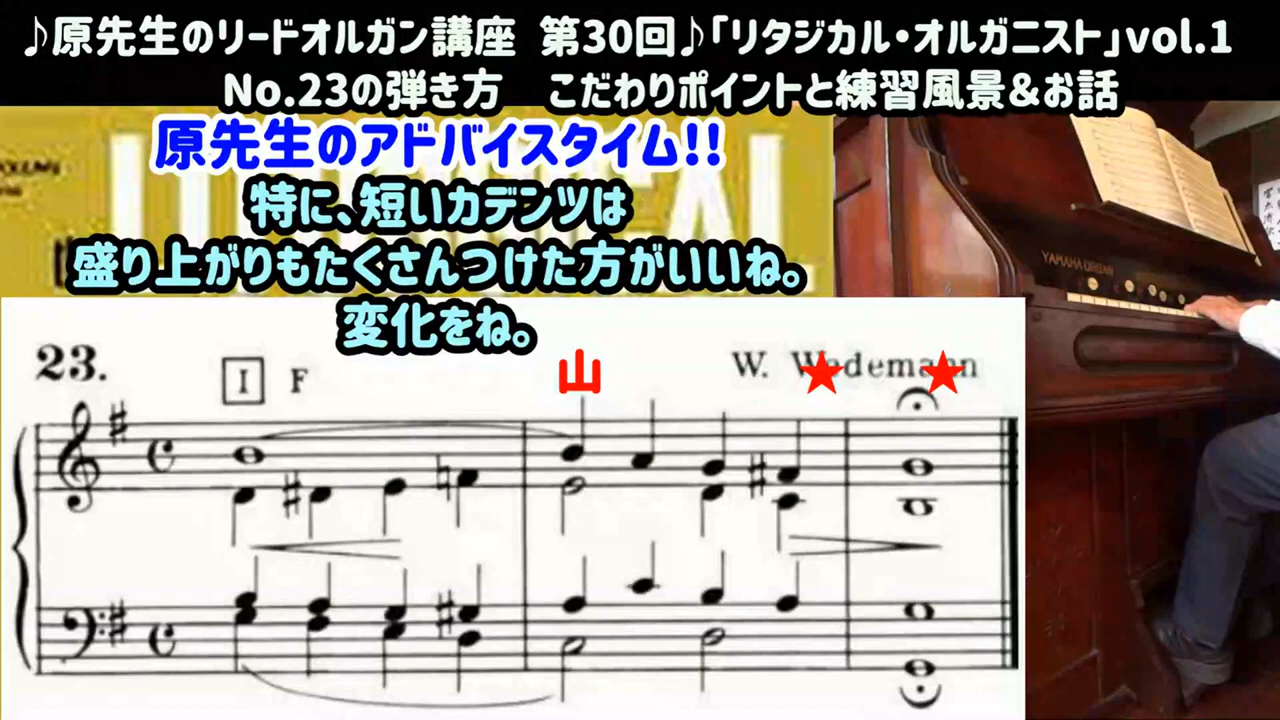 ♪原先生のリードオルガン講座 第30回♪「リタジカル・オルガニスト」vol.1
No.23の弾き方 こだわりポイントと練習風景&お話
原先生のアドバイスタイム!!
特に、短いカデンツは
盛り上がりもたくさんつけた方がいいね。
変化をね。
YAMAHA ORGAN
23.
I F
山
W. Wademann